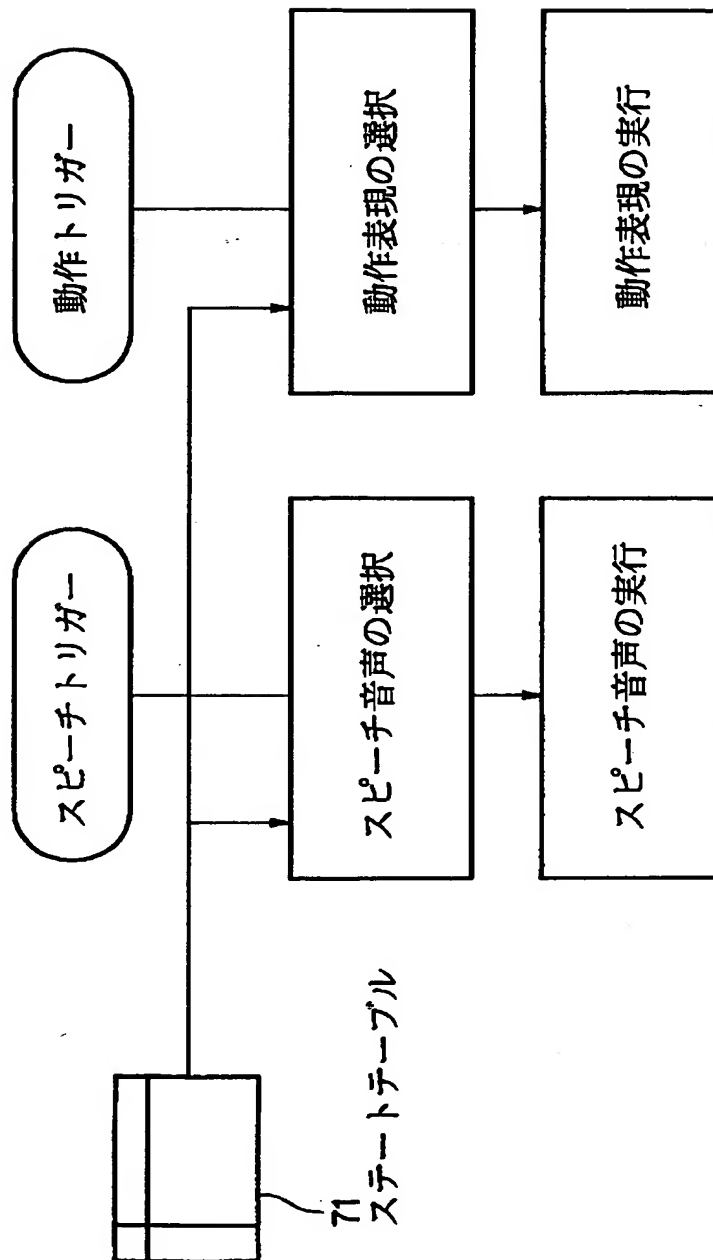 スピーチトリガー
動作トリガー
スピーチ音声の選択
動作表現の選択
スピーチ音声の実行
動作表現の実行
71
ステートテーブル